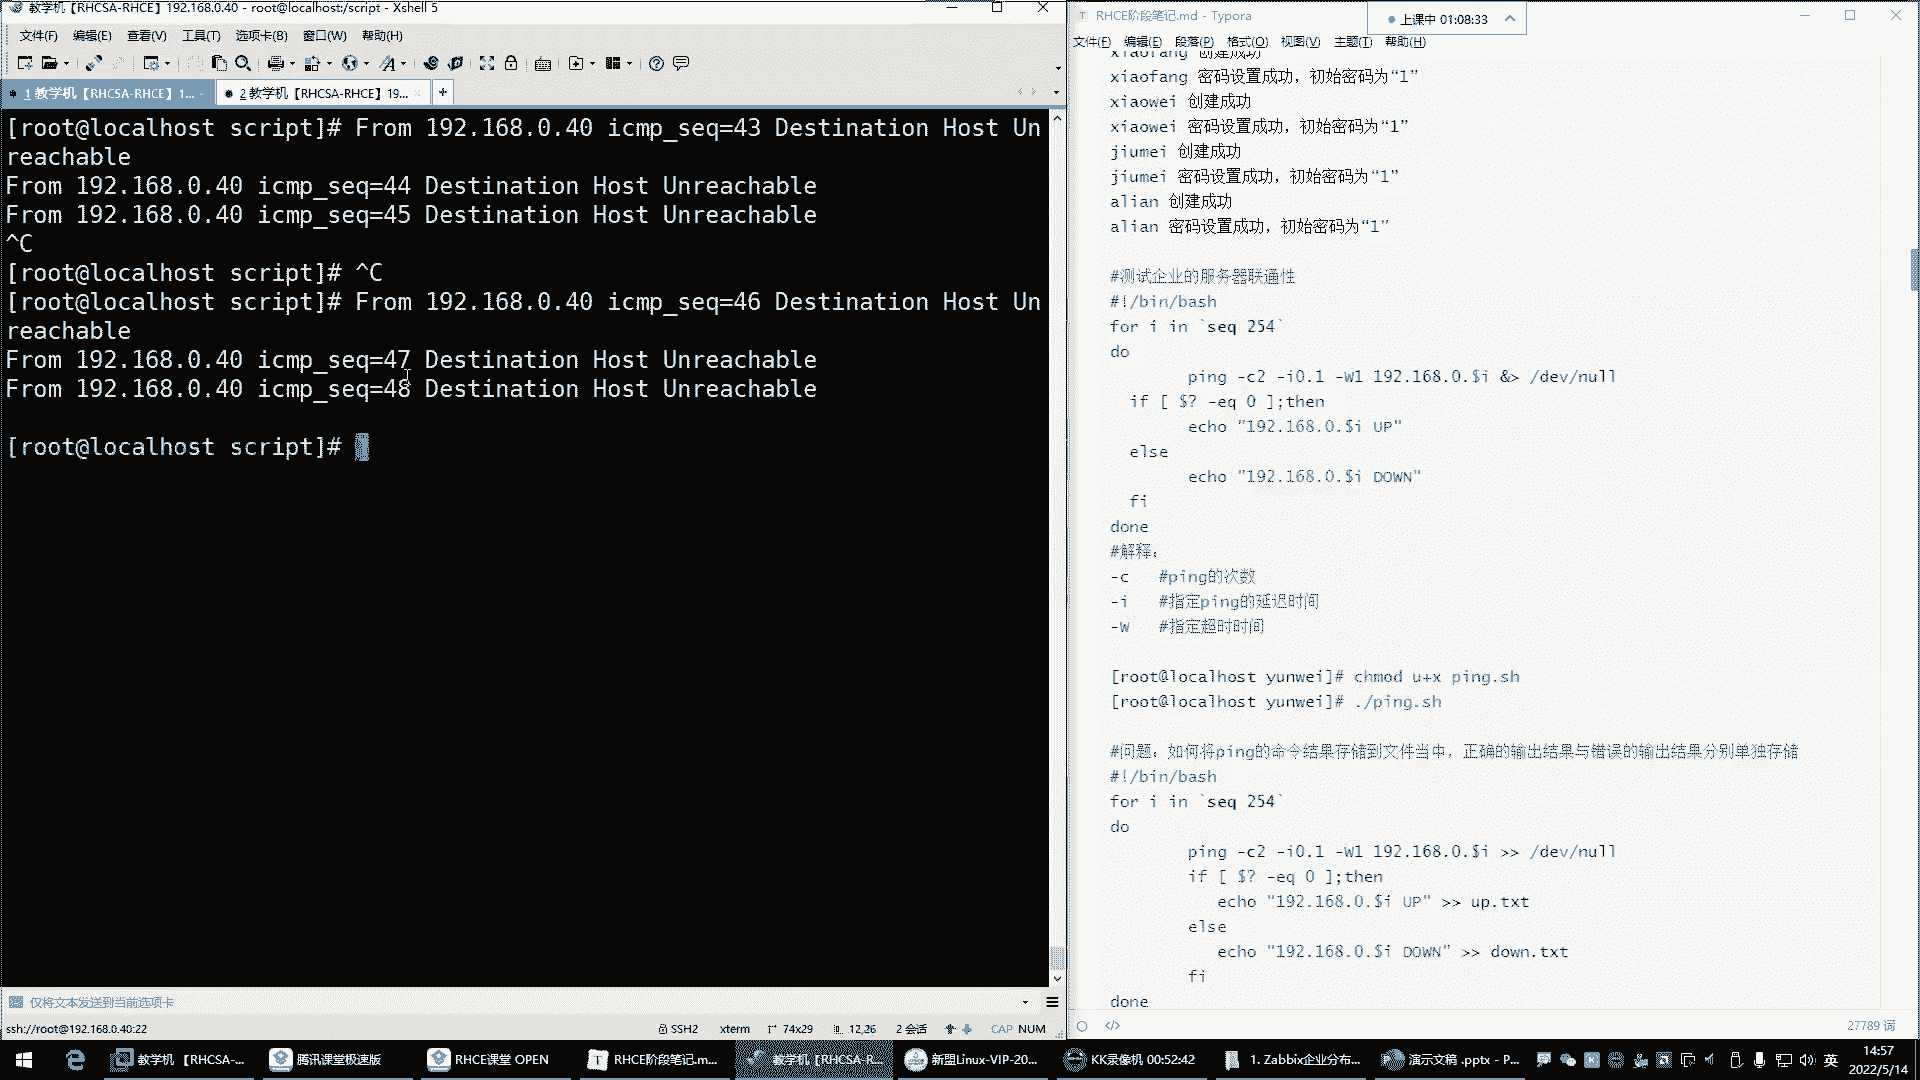 教学机【RHCSA-RHCE】192.168.0.40 - root@localhost:/script - Xshell 5
文件(F) 编辑(E) 查看(V) 工具(T) 选项卡(B) 窗口(W) 帮助(H)
1 教学机【RHCSA-RHCE】1...
2 教学机【RHCSA-RHCE】19...
[root@localhost script]# From 192.168.0.40 icmp_seq=43 Destination Host Un
reachable
From 192.168.0.40 icmp_seq=44 Destination Host Unreachable
From 192.168.0.40 icmp_seq=45 Destination Host Unreachable
^C
[root@localhost script]# ^C
[root@localhost script]# From 192.168.0.40 icmp_seq=46 Destination Host Un
reachable
From 192.168.0.40 icmp_seq=47 Destination Host Unreachable
From 192.168.0.40 icmp_seq=48 Destination Host Unreachable
[root@localhost script]#
仅将文本发送到当前选项卡
ssh://root@192.168.0.40:22 SSH2 xterm 74x29 12,26 2 会话 CAP NUM
RHCE阶段笔记.md - Typora
上课中 01:08:33
文件(F) 编辑(E) 段落(P) 格式(O) 视图(V) 主题(T) 帮助(H)
xiaofang 创建成功
xiaofang 密码设置成功，初始密码为“1”
xiaowei 创建成功
xiaowei 密码设置成功，初始密码为“1”
jiumei 创建成功
jiumei 密码设置成功，初始密码为“1”
alian 创建成功
alian 密码设置成功，初始密码为“1”
#测试企业的服务器联通性
#!/bin/bash
for i in `seq 254`
do
ping -c2 -i0.1 -W1 192.168.0.$i &> /dev/null
if [ $? -eq 0 ];then
echo "192.168.0.$i UP"
else
echo "192.168.0.$i DOWN"
fi
done
#解释：
-c #ping的次数
-i #指定ping的延迟时间
-W #指定超时时间
[root@localhost yunwei]# chmod u+x ping.sh
[root@localhost yunwei]# ./ping.sh
#问题：如何将ping的命令结果存储到文件当中，正确的输出结果与错误的输出结果分别单独存储
#!/bin/bash
for i in `seq 254`
do
ping -c2 -i0.1 -W1 192.168.0.$i >> /dev/null
if [ $? -eq 0 ];then
echo "192.168.0.$i UP" >> up.txt
else
echo "192.168.0.$i DOWN" >> down.txt
fi
done
27789 词
教学机 【RHCSA-... 腾讯课堂极速版 RHCE课堂 OPEN RHCE阶段笔记.m... 教学机【RHCSA-R... 新盟Linux-VIP-20... KK录像机 00:52:42 1. Zabbix企业分布... 演示文稿 .pptx - P... 英
14:57
2022/5/14